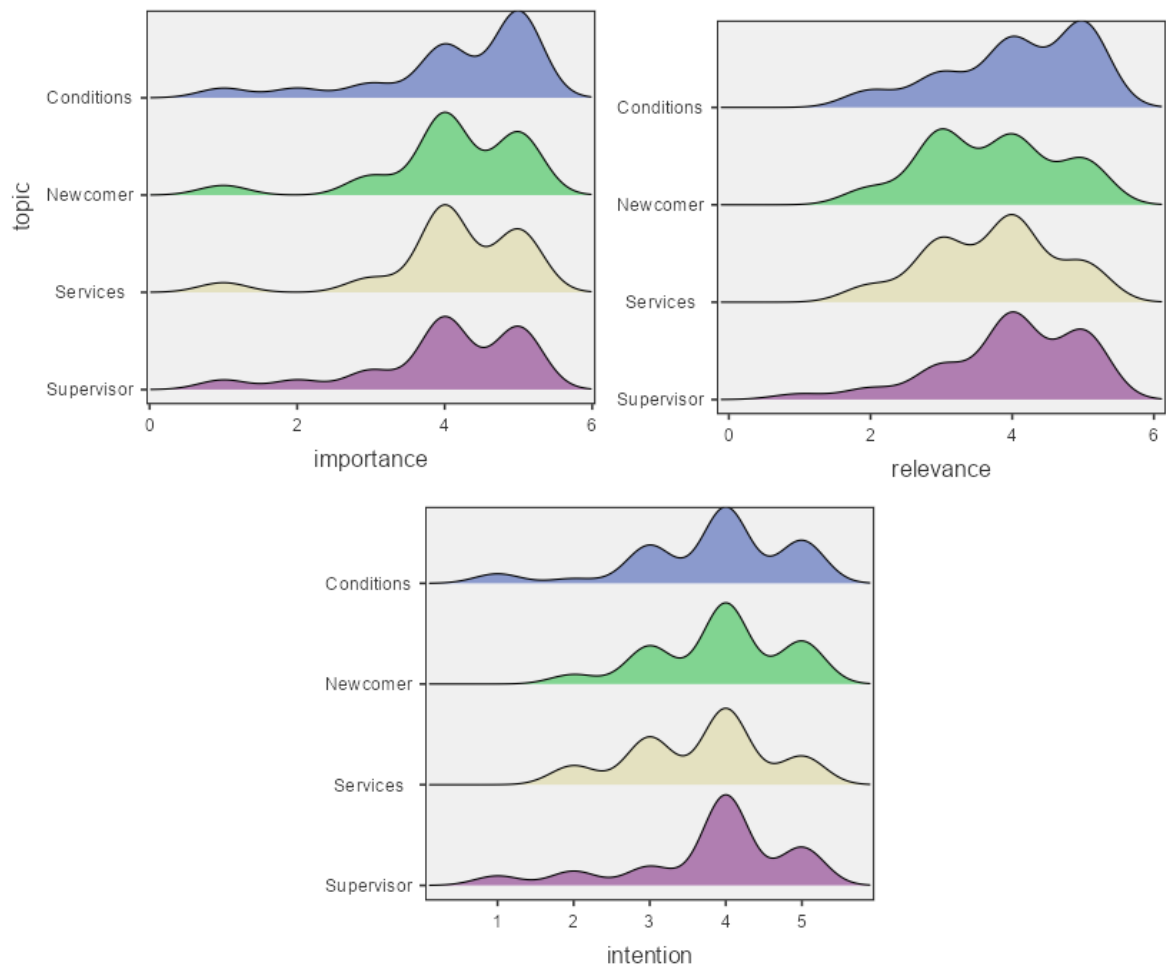 topic
Conditions
Newcomer
Services
Supervisor
0 2 4 6
importance
Conditions
Newcomer
Services
Supervisor
0 2 4 6
relevance
Conditions
Newcomer
Services
Supervisor
1 2 3 4 5
intention